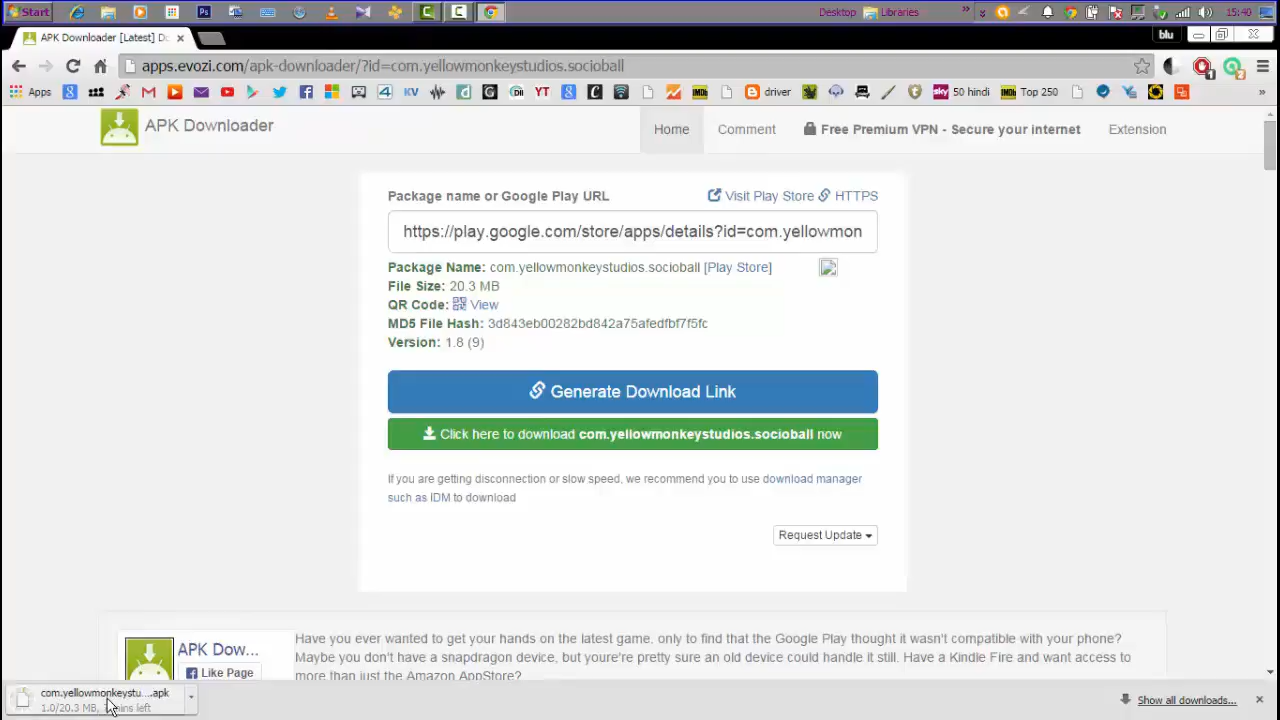 Start
Desktop
Libraries
15:40
APK Downloader [Latest] Do
blu
apps.evozi.com/apk-downloader/?id=com.yellowmonkeystudios.socioball
Apps
KV
YT
50 hindi
Top 250
driver
APK Downloader
Home
Comment
Free Premium VPN - Secure your internet
Extension
Package name or Google Play URL
Visit Play Store
HTTPS
https://play.google.com/store/apps/details?id=com.yellowmon
Package Name: com.yellowmonkeystudios.socioball [Play Store]
File Size: 20.3 MB
QR Code: View
MD5 File Hash: 3d843eb00282bd842a75afedfbf7f5fc
Version: 1.8 (9)
Generate Download Link
Click here to download com.yellowmonkeystudios.socioball now
If you are getting disconnection or slow speed, we recommend you to use download manager
such as IDM to download
Request Update
APK Dow...
Like Page
Have you ever wanted to get your hands on the latest game, only to find that the Google Play thought it wasn't compatible with your phone?
Maybe you don't have a snapdragon device, but youre're pretty sure an old device could handle it still. Have a Kindle Fire and want access to
more than just the Amazon AppStore?
com.yellowmonkeystu....apk
1.0/20.3 MB, mins left
Show all downloads...